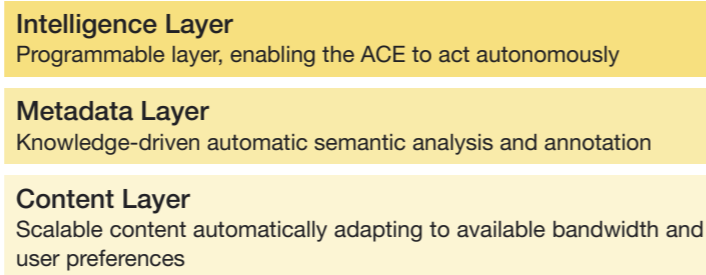 Intelligence Layer
Programmable layer, enabling the ACE to act autonomously
Metadata Layer
Knowledge-driven automatic semantic analysis and annotation
Content Layer
Scalable content automatically adapting to available bandwidth and
user preferences